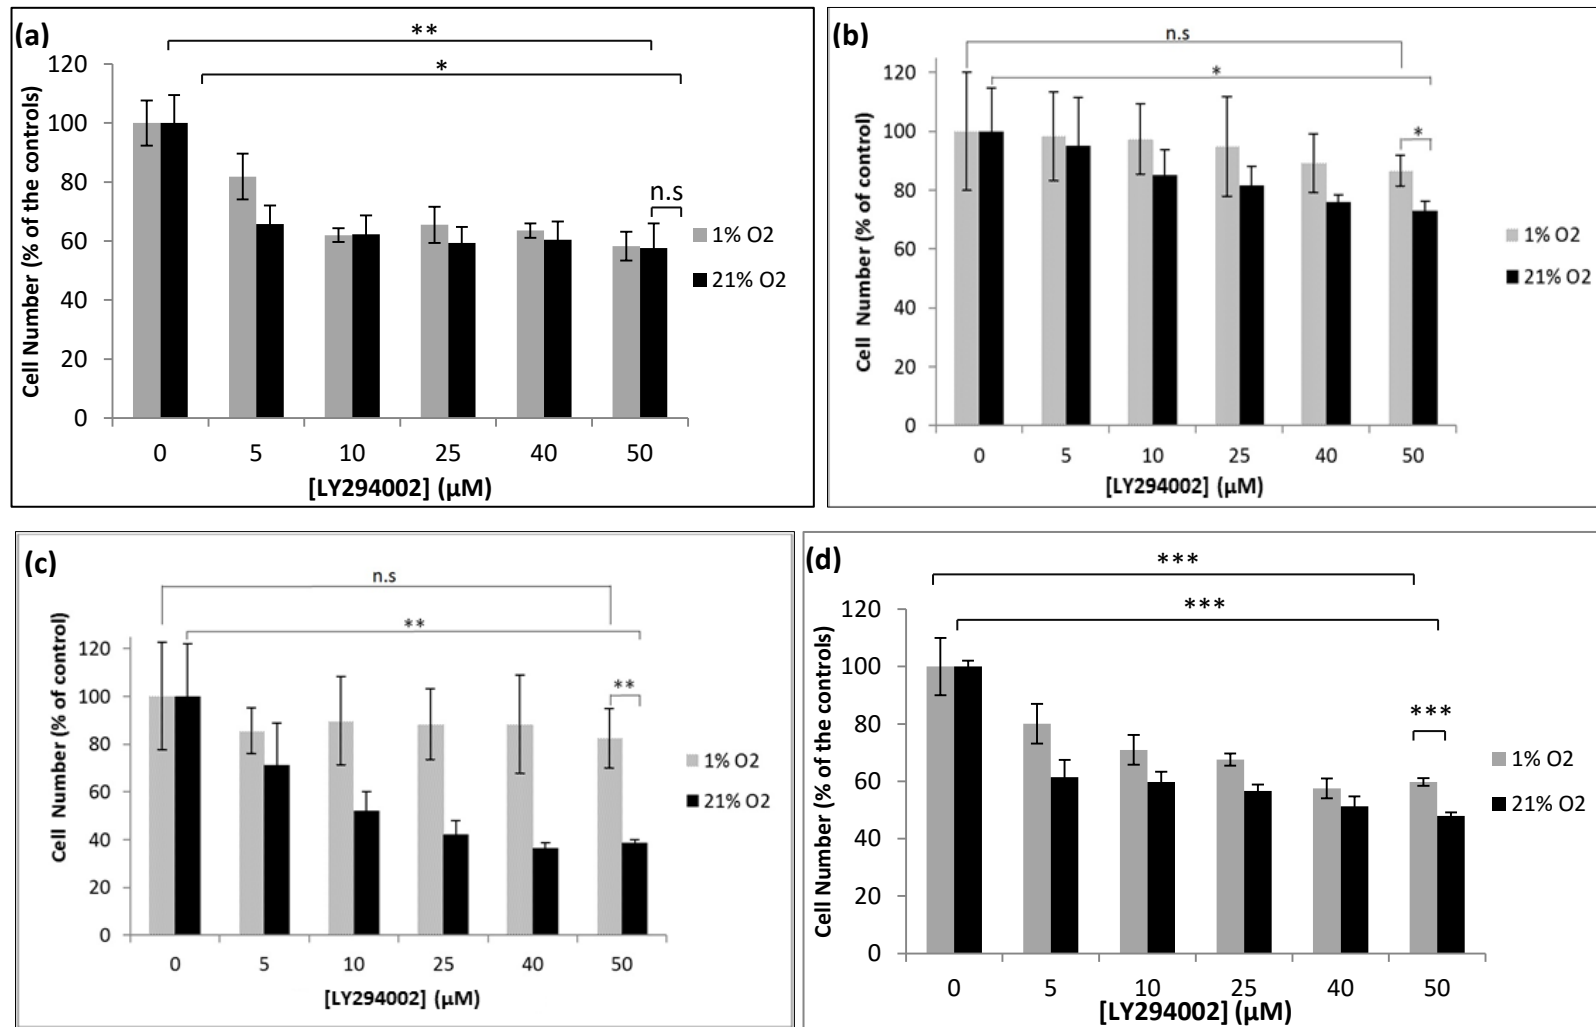 (a)
**
*
n.s
Cell Number (% of the controls)
120
100
80
60
40
20
0
0 5 10 25 40 50
[LY294002] (µM)
1% O2
21% O2
(b)
n.s
*
*
Cell Number (% of control)
120
100
80
60
40
20
0
0 5 10 25 40 50
[LY294002] (µM)
1% O2
21% O2
(c)
n.s
**
**
Cell Number (% of control)
120
100
80
60
40
20
0
0 5 10 25 40 50
[LY294002] (µM)
1% O2
21% O2
(d)
***
***
***
Cell Number (% of the controls)
120
100
80
60
40
20
0
0 5 10 25 40 50
[LY294002] (µM)
1% O2
21% O2